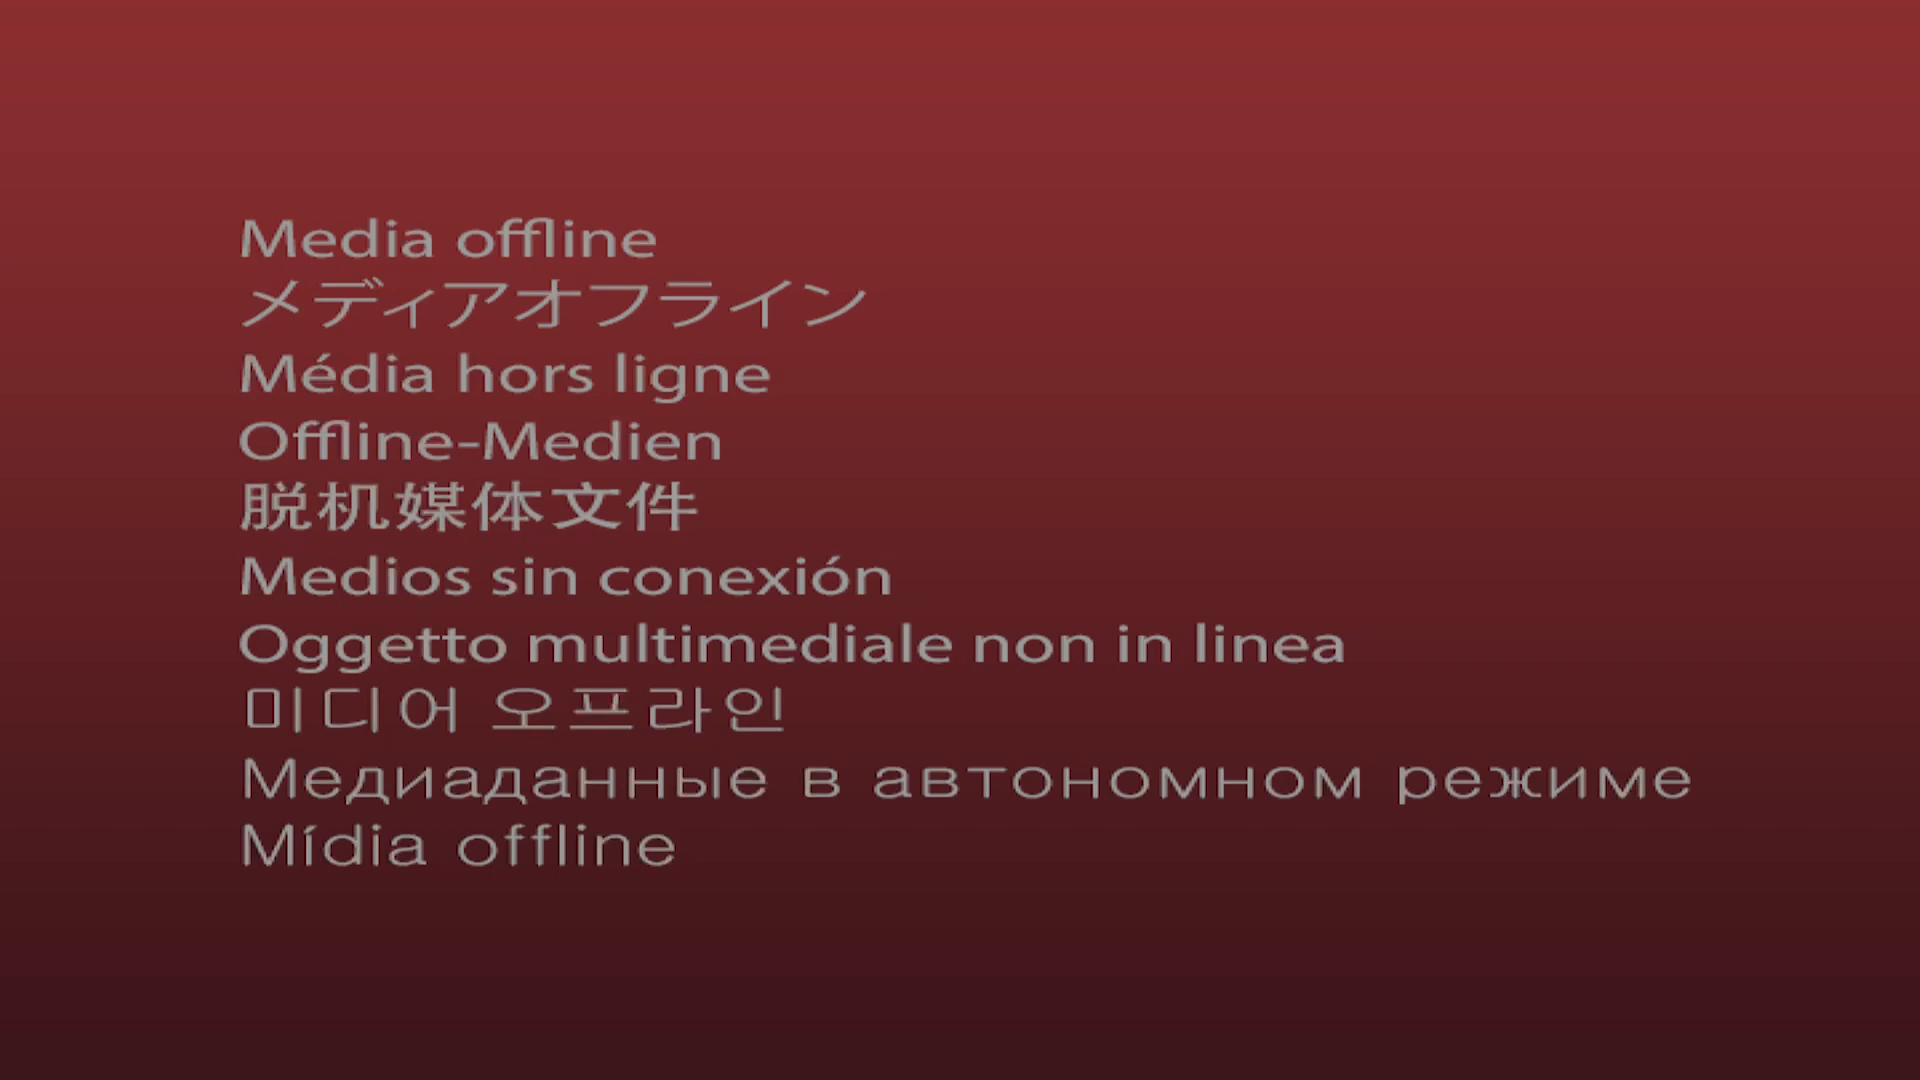 Media offline
メディアオフライン
Média hors ligne
Offline-Medien
脱机媒体文件
Medios sin conexión
Oggetto multimediale non in linea
미디어 오프라인
Медиаданные в автономном режиме
Mídia offline